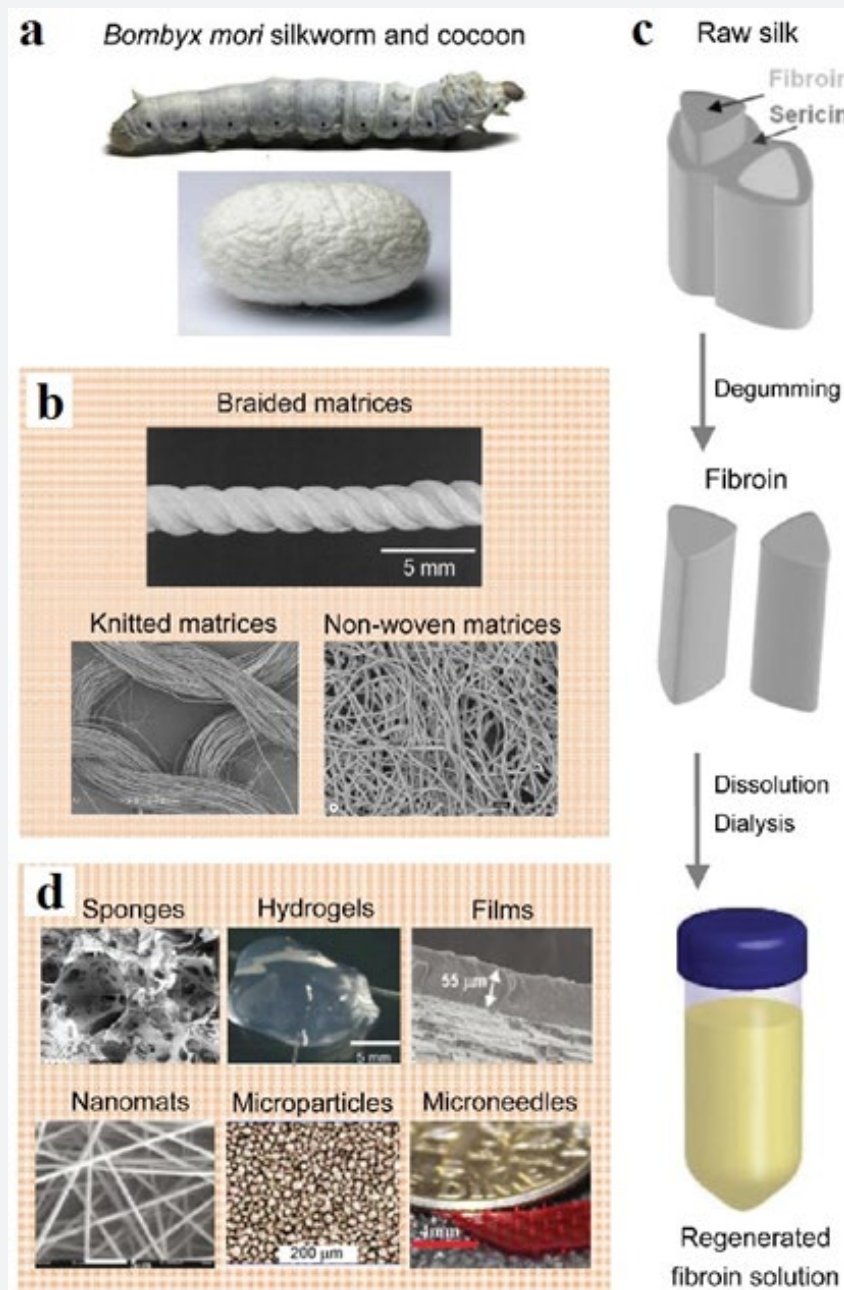 a
Bombyx mori silkworm and cocoon
b
Braided matrices
5 mm
Knitted matrices
Non-woven matrices
c
Raw silk
Fibroin
Sericin
Degumming
Fibroin
Dissolution
Dialysis
Regenerated
fibroin solution
d
Sponges
Hydrogels
Films
5 mm
55 µm
Nanomats
Microparticles
Microneedles
200 µm
4mm